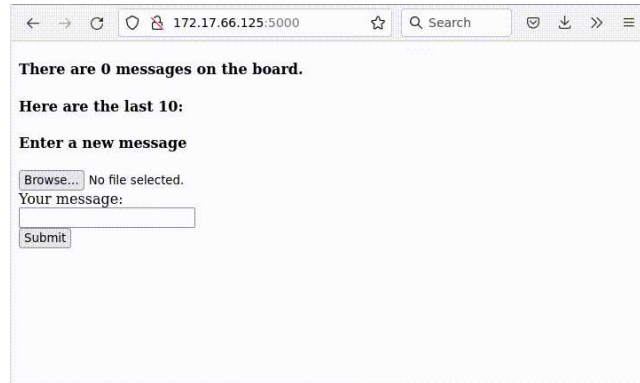 172.17.66.125:5000
Search
There are 0 messages on the board.
Here are the last 10:
Enter a new message
Browse... No file selected.
Your message:
Submit